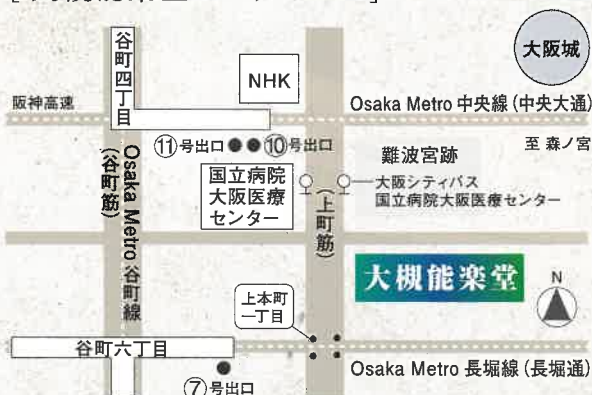 大阪城
谷町四丁目
NHK
阪神高速
Osaka Metro 中央線(中央大通)
⑪号出口
⑩号出口
至 森ノ宮
難波宮跡
国立病院
大阪医療
センター
大阪シティバス
国立病院大阪医療センター
(上町筋)
Osaka Metro 谷町線
(谷町筋)
大槻能楽堂
N
上本町
一丁目
谷町六丁目
Osaka Metro 長堀線(長堀通)
⑦号出口